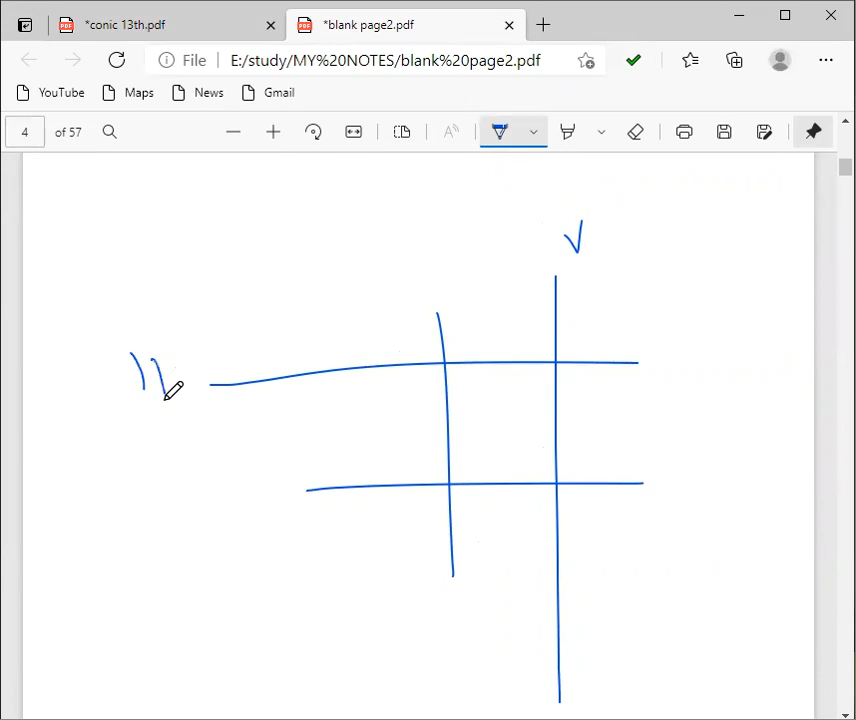 *conic 13th.pdf
*blank page2.pdf
File E:/study/MY%20NOTES/blank%20page2.pdf
YouTube Maps News Gmail
4 of 57
V